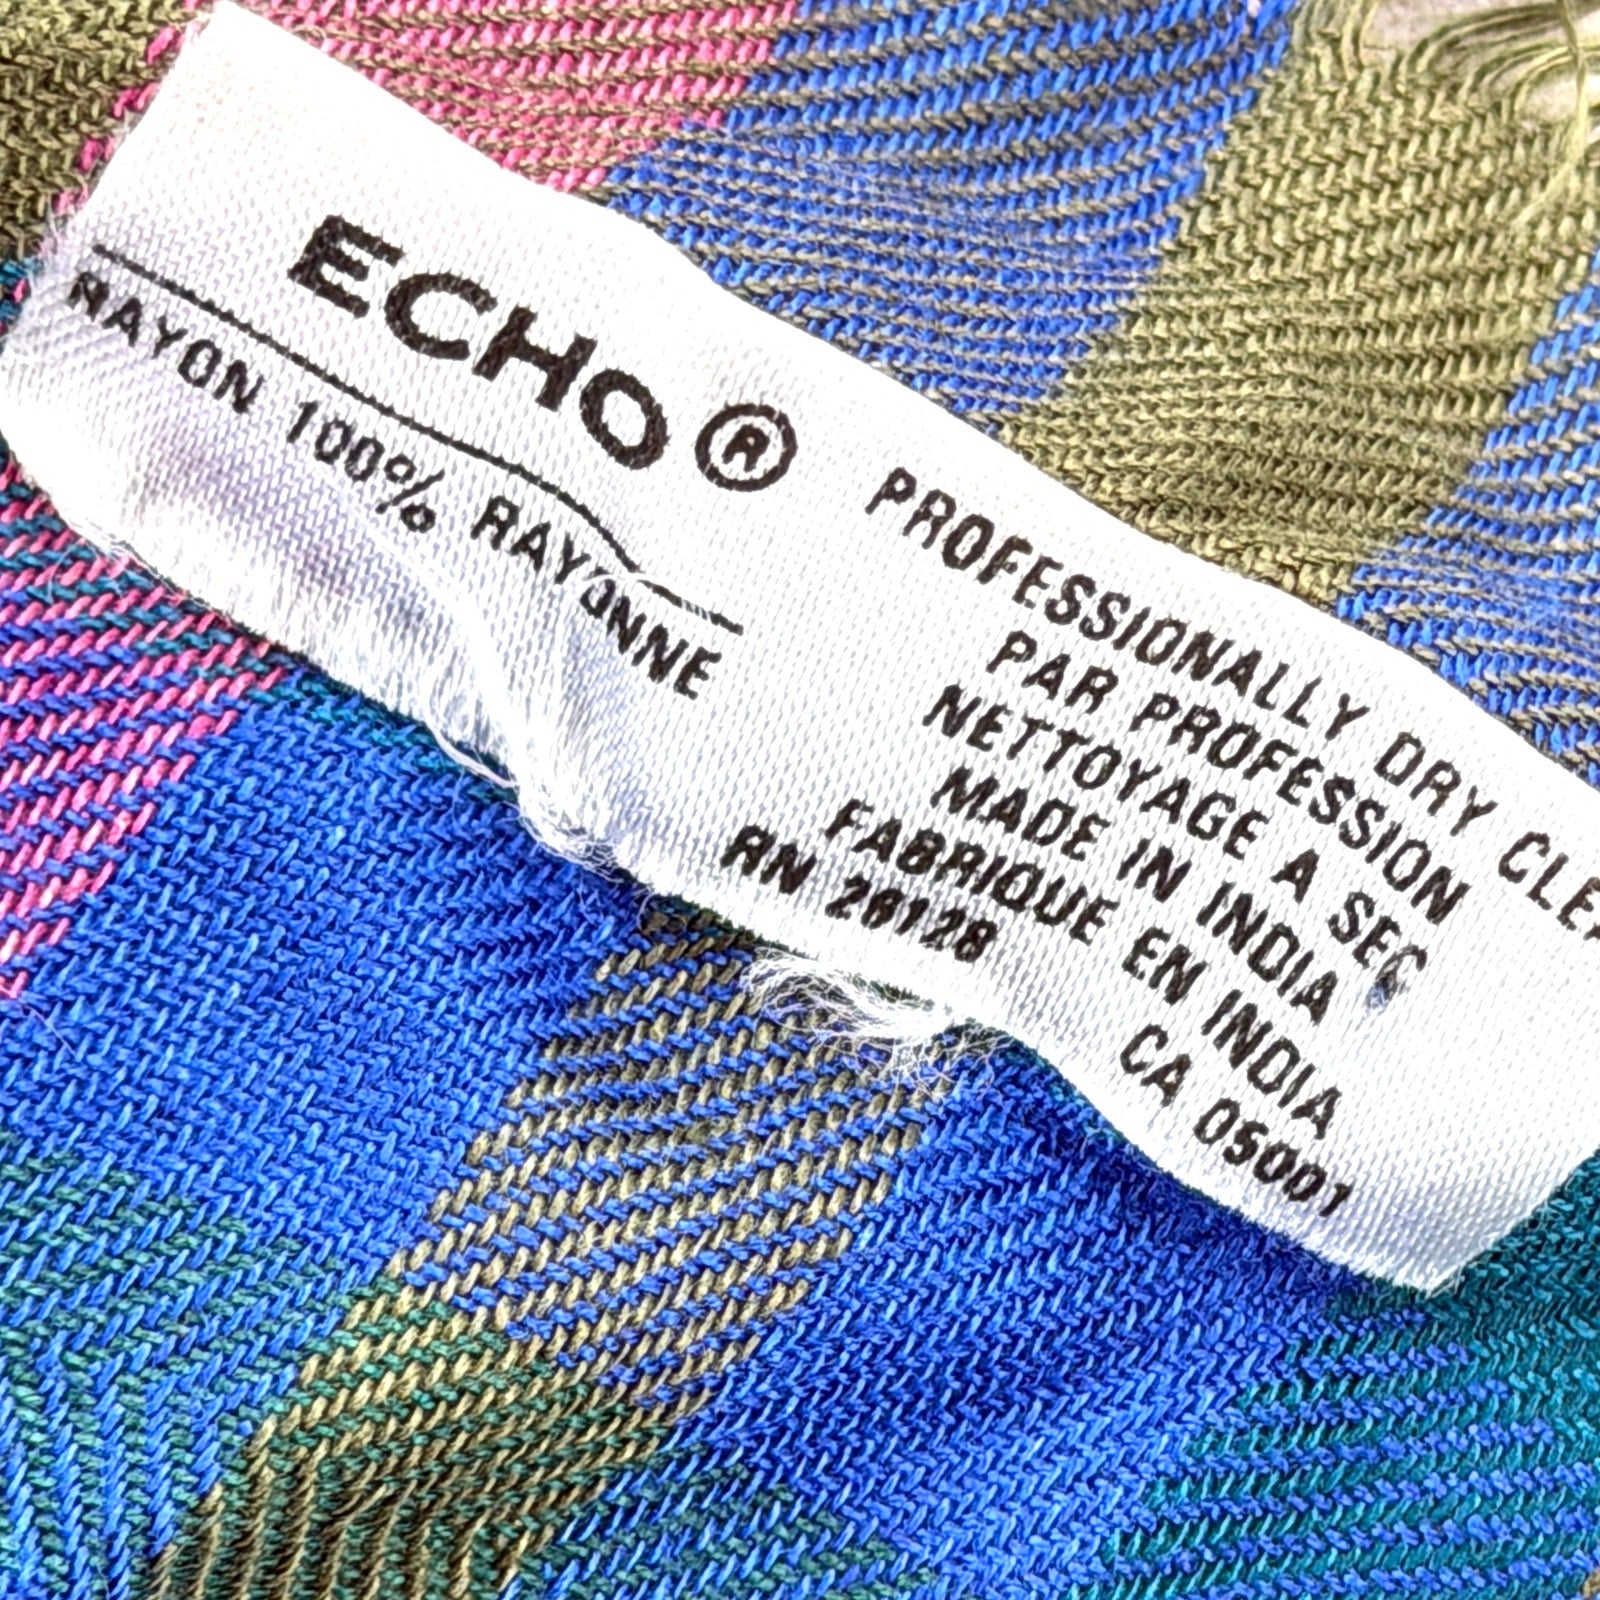 ECHO®
RAYON 100% RAYONNE
PROFESSIONALLY DRY CLEA
PAR PROFESSION
NETTOYAGE A SEC
MADE IN INDIA
FABRIQUE EN INDIA
RN 26128 CA 05001